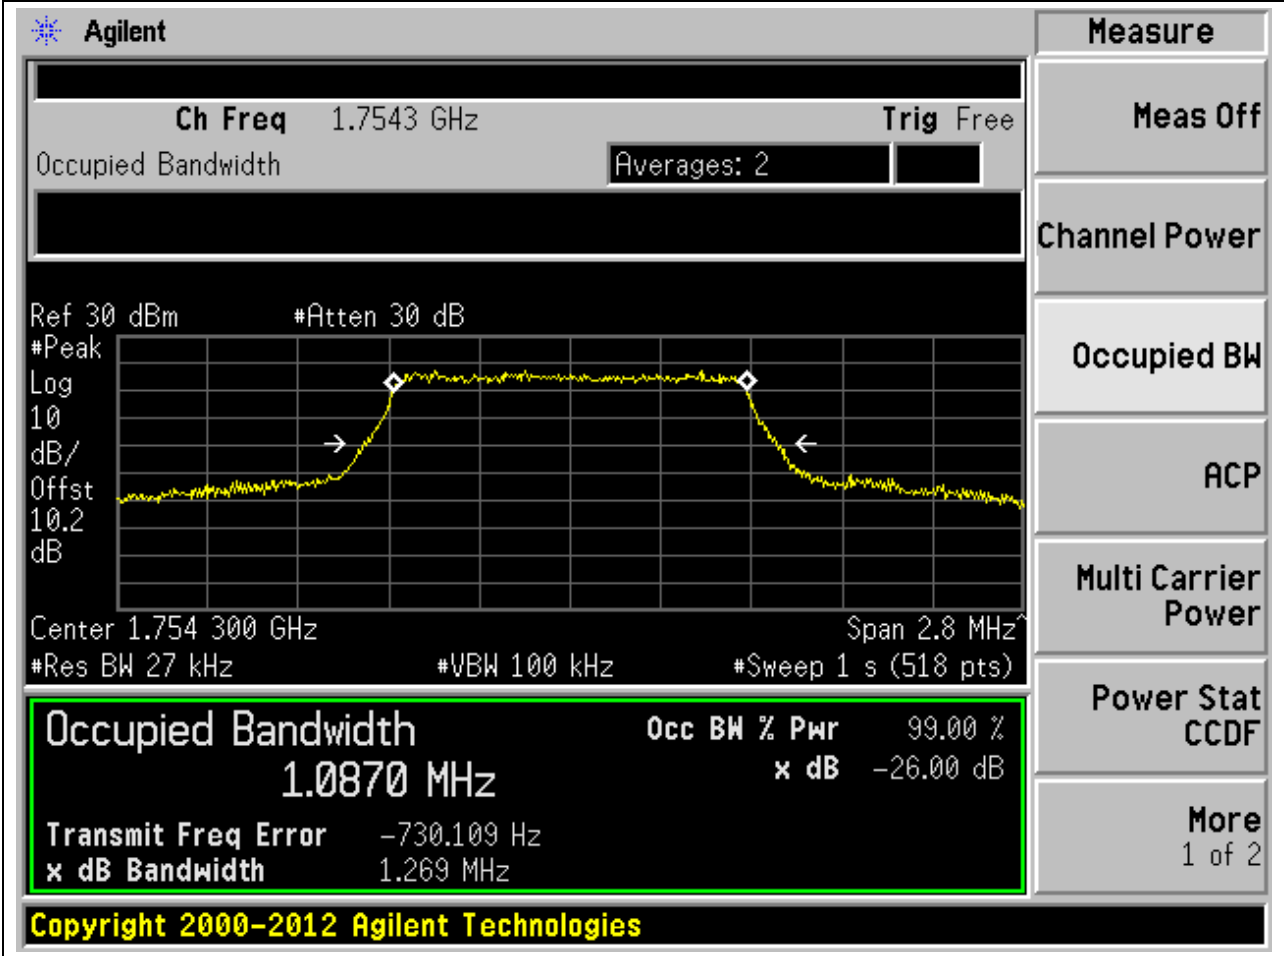 Agilent
Measure
Ch Freq 1.7543 GHz Trig Free
Occupied Bandwidth Averages: 2
Meas Off
Channel Power
Occupied BW
ACP
Multi Carrier
Power
Power Stat
CCDF
More
1 of 2
Ref 30 dBm #Atten 30 dB
#Peak
Log
10
dB/
Offst
10.2
dB
Center 1.754 300 GHz Span 2.8 MHz^
#Res BW 27 kHz #VBW 100 kHz #Sweep 1 s (518 pts)
Occupied Bandwidth Occ BW % Pwr 99.00 %
1.0870 MHz x dB -26.00 dB
Transmit Freq Error -730.109 Hz
x dB Bandwidth 1.269 MHz
Copyright 2000-2012 Agilent Technologies